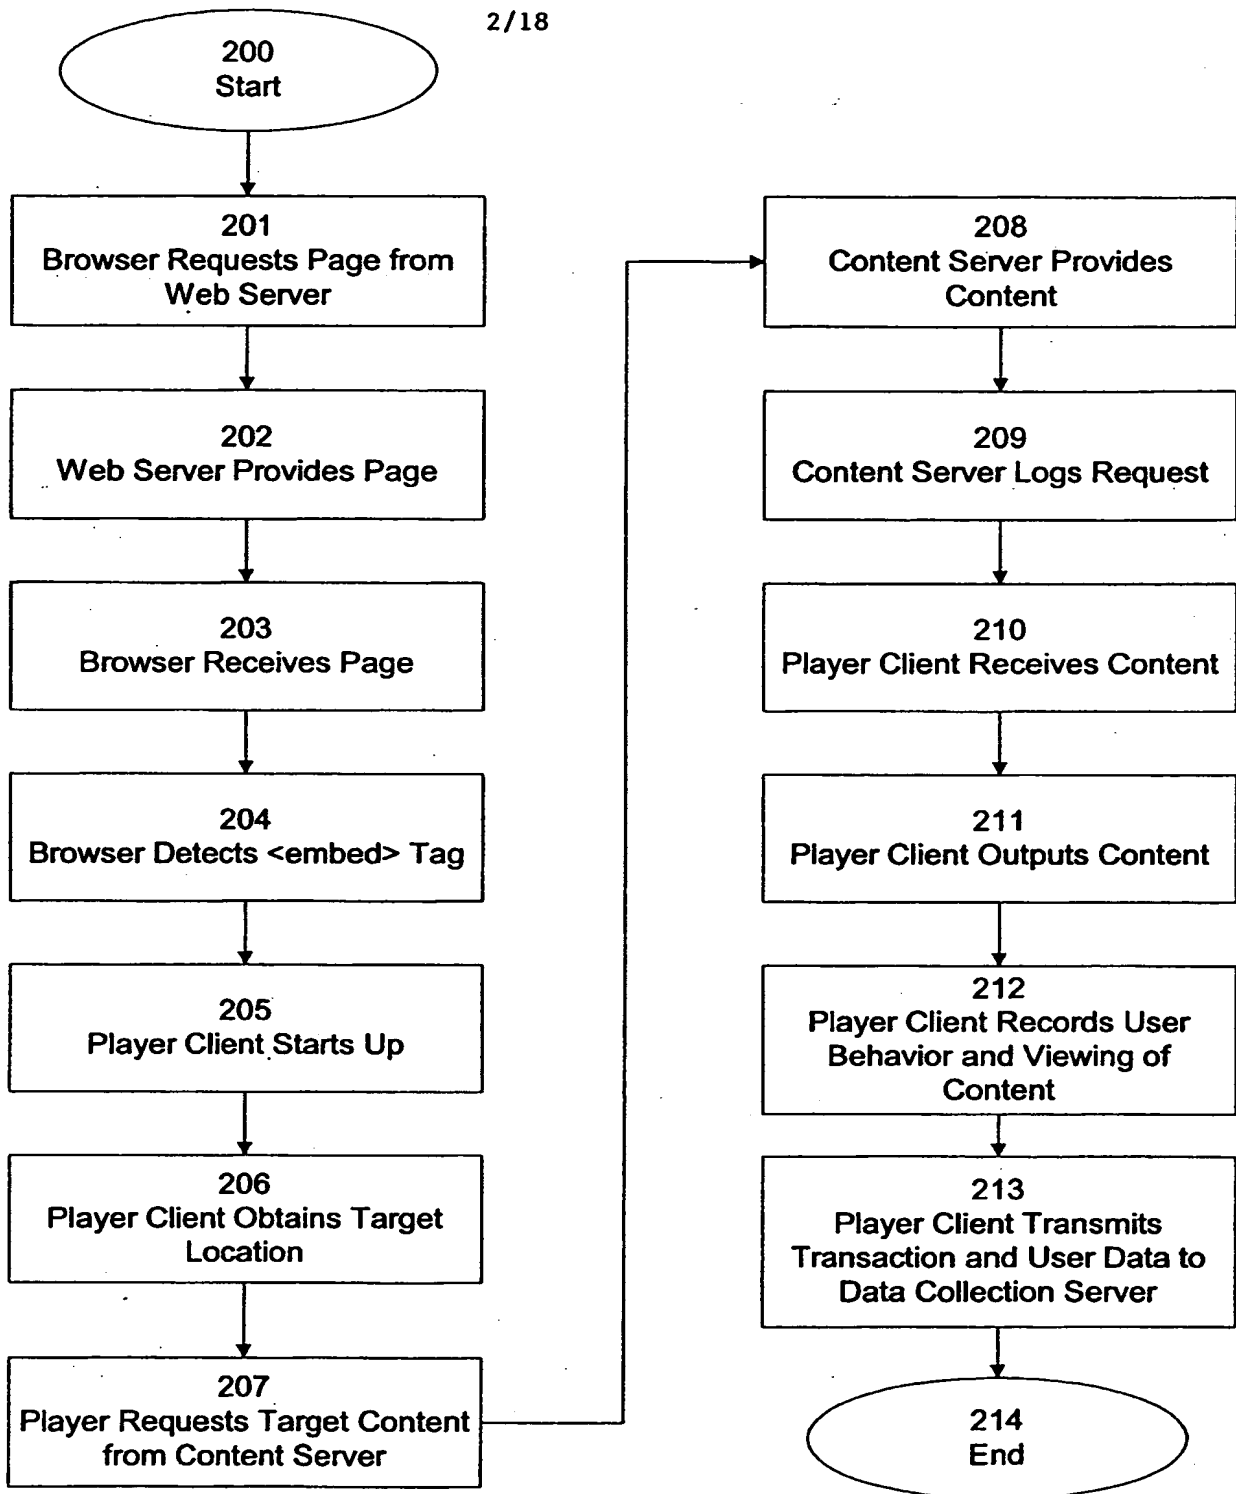 2/18
200
Start
201
Browser Requests Page from
Web Server
202
Web Server Provides Page
203
Browser Receives Page
204
Browser Detects <embed> Tag
205
Player Client Starts Up
206
Player Client Obtains Target
Location
207
Player Requests Target Content
from Content Server
208
Content Server Provides
Content
209
Content Server Logs Request
210
Player Client Receives Content
211
Player Client Outputs Content
212
Player Client Records User
Behavior and Viewing of
Content
213
Player Client Transmits
Transaction and User Data to
Data Collection Server
214
End